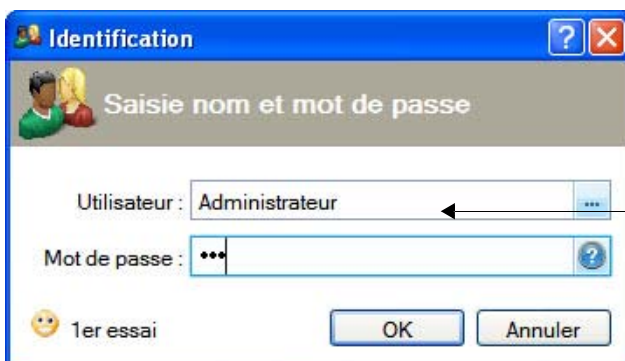 Identification
Saisie nom et mot de passe
Utilisateur : Administrateur ...
Mot de passe : •••
1er essai OK Annuler